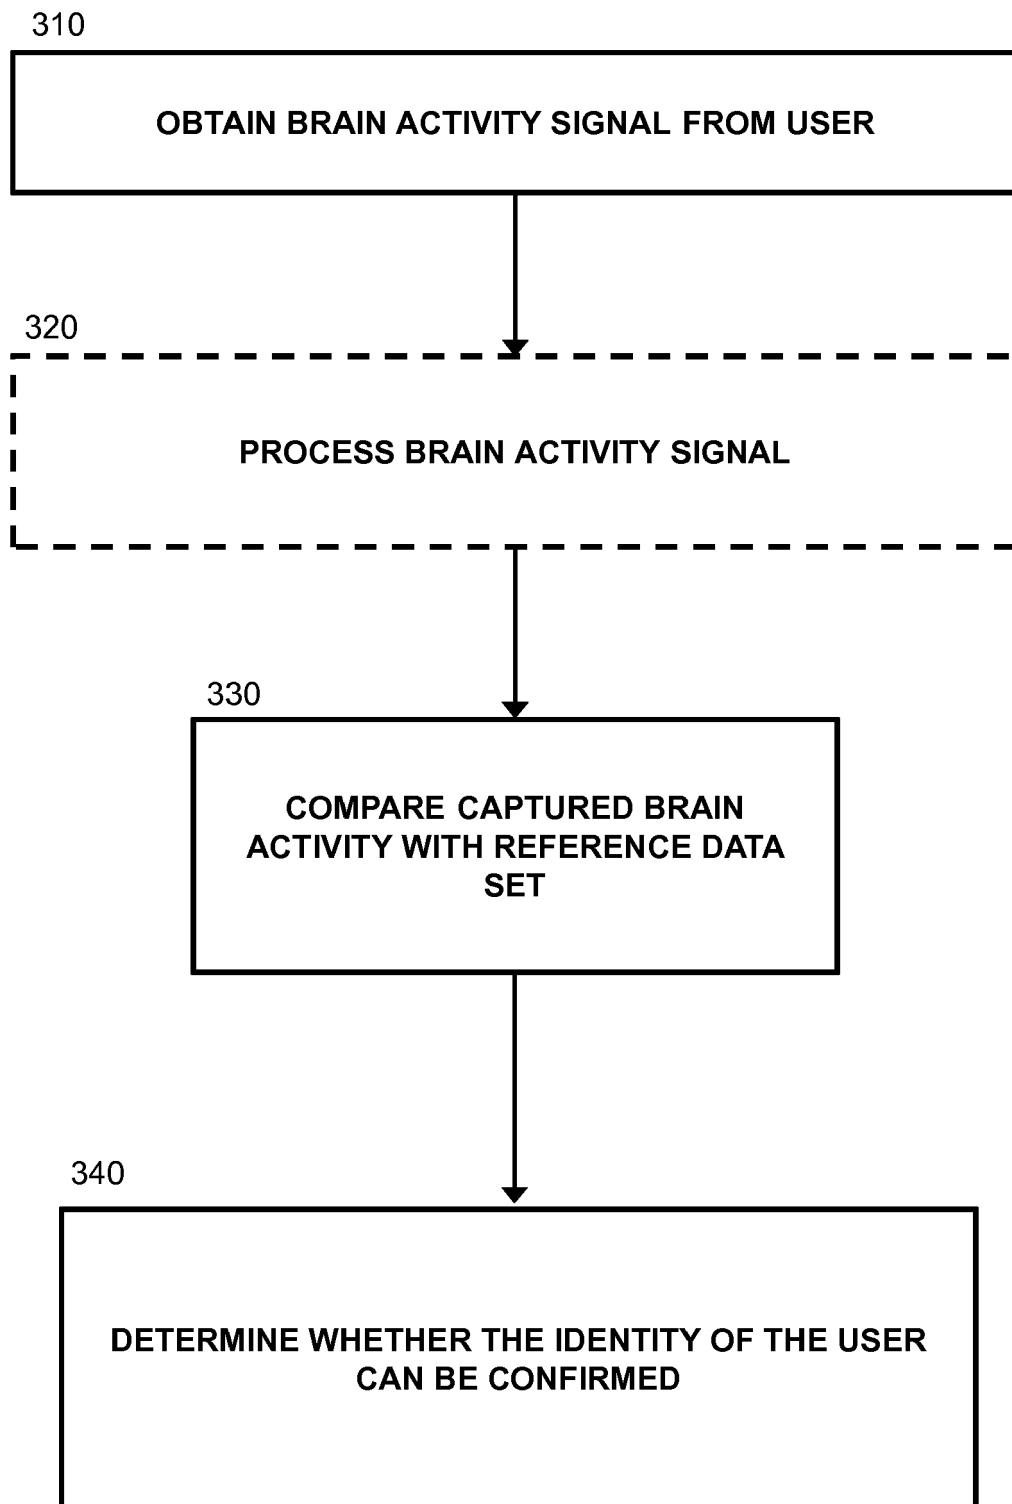 310
OBTAIN BRAIN ACTIVITY SIGNAL FROM USER
320
PROCESS BRAIN ACTIVITY SIGNAL
330
COMPARE CAPTURED BRAIN
ACTIVITY WITH REFERENCE DATA
SET
340
DETERMINE WHETHER THE IDENTITY OF THE USER
CAN BE CONFIRMED